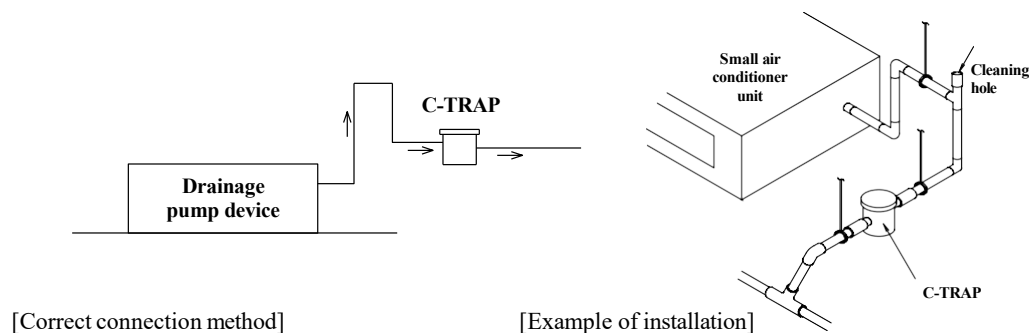 C-TRAP
Drainage
pump device
[Correct connection method]
Small air
conditioner
unit
Cleaning
hole
C-TRAP
[Example of installation]